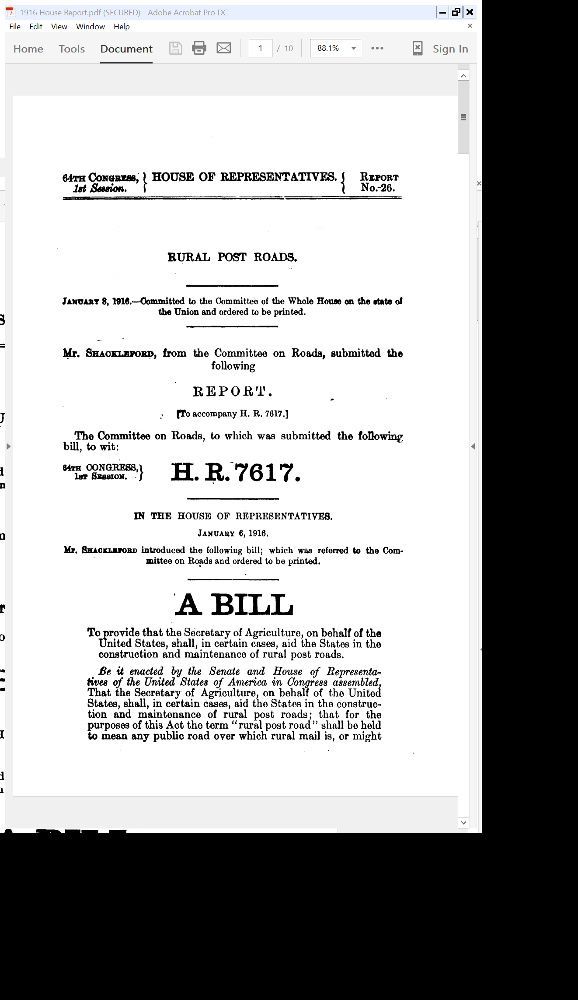 1916 House Report.pdf (SECURED) - Adobe Acrobat Pro DC
File Edit View Window Help
Home Tools Document 1 / 10 88.1% Sign In
64TH CONGRESS, } HOUSE OF REPRESENTATIVES. { REPORT
1st Session. No. 26.
RURAL POST ROADS.
JANUARY 8, 1916.—Committed to the Committee of the Whole House on the state of
the Union and ordered to be printed.
Mr. SHACKLEFORD, from the Committee on Roads, submitted the
following
REPORT.
[To accompany H. R. 7617.]
The Committee on Roads, to which was submitted the following
bill, to wit:
64TH CONGRESS, } H. R. 7617.
1ST SESSION.
IN THE HOUSE OF REPRESENTATIVES.
JANUARY 6, 1916.
Mr. SHACKLEFORD introduced the following bill; which was referred to the Com-
mittee on Roads and ordered to be printed.
A BILL
To provide that the Secretary of Agriculture, on behalf of the
United States, shall, in certain cases, aid the States in the
construction and maintenance of rural post roads.
Be it enacted by the Senate and House of Representa-
tives of the United States of America in Congress assembled,
That the Secretary of Agriculture, on behalf of the United
States, shall, in certain cases, aid the States in the construc-
tion and maintenance of rural post roads; that for the
purposes of this Act the term "rural post road" shall be held
to mean any public road over which rural mail is, or might